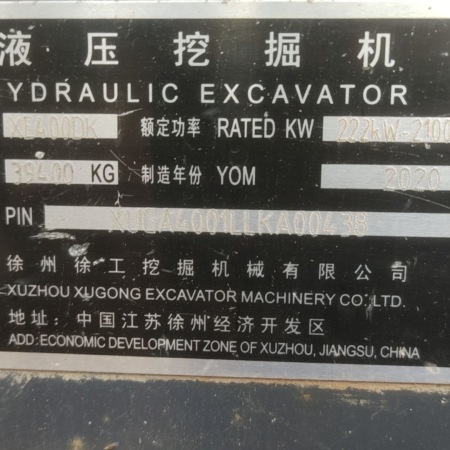 液压挖掘机
YDRAULIC EXCAVATOR
XE400DK 额定功率 RATED KW 222kW-2100
39400 KG 制造年份 YOM 2020
PIN XUGA4001LLKA00438
徐州徐工挖掘机械有限公司
XUZHOU XUGONG EXCAVATOR MACHINERY CO., LTD.
地址：中国江苏徐州经济开发区
ADD: ECONOMIC DEVELOPMENT ZONE OF XUZHOU, JIANGSU, CHINA